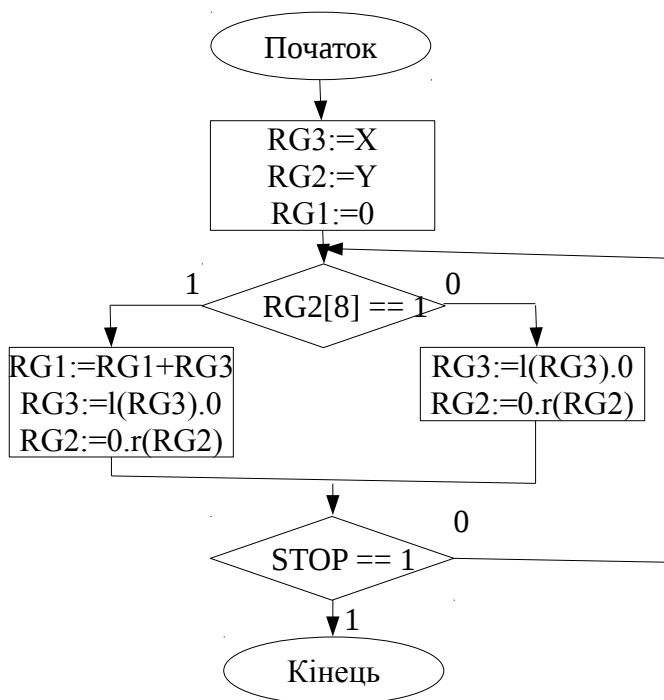 Початок
RG3:=X
RG2:=Y
RG1:=0
1
RG2[8] == 1
0
RG1:=RG1+RG3
RG3:=l(RG3).0
RG2:=0.r(RG2)
RG3:=l(RG3).0
RG2:=0.r(RG2)
STOP == 1
0
1
Кінець